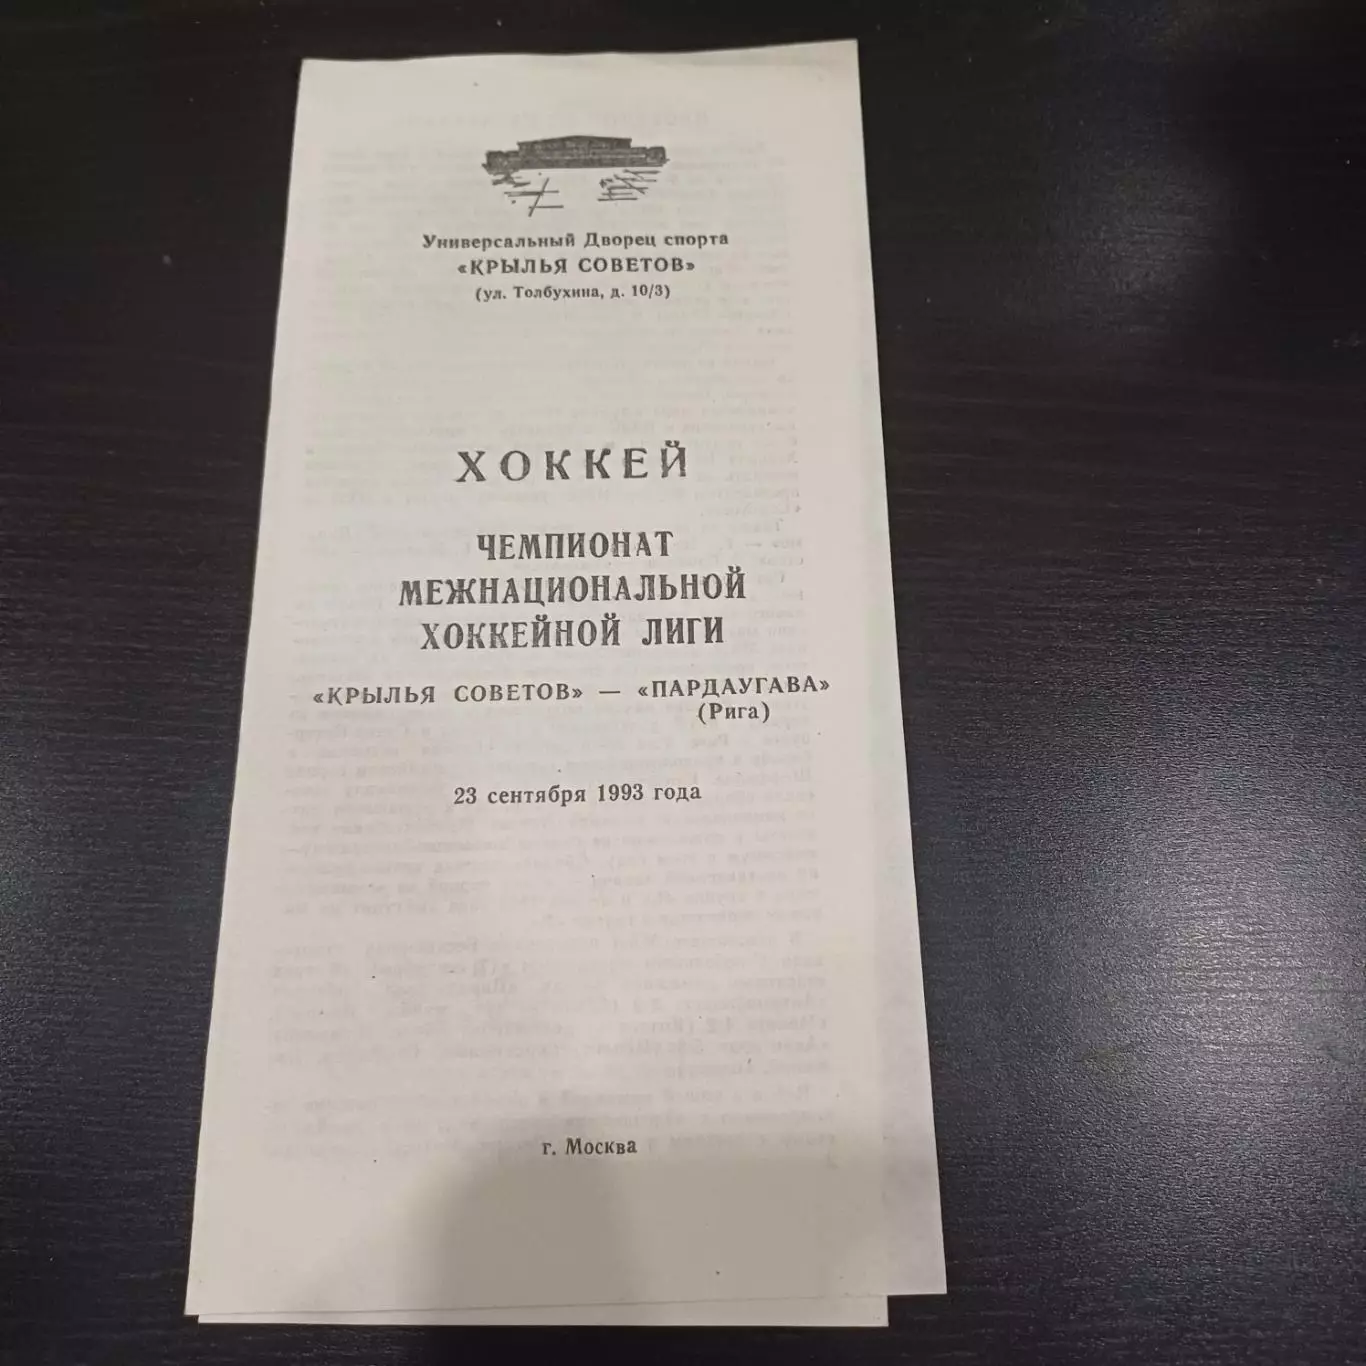 Универсальный Дворец спорта
«КРЫЛЬЯ СОВЕТОВ»
(ул. Толбухина, д. 10/3)
ХОККЕЙ
ЧЕМПИОНАТ
МЕЖНАЦИОНАЛЬНОЙ
ХОККЕЙНОЙ ЛИГИ
«КРЫЛЬЯ СОВЕТОВ» — «ПАРДАУГАВА»
(Рига)
23 сентября 1993 года
г. Москва